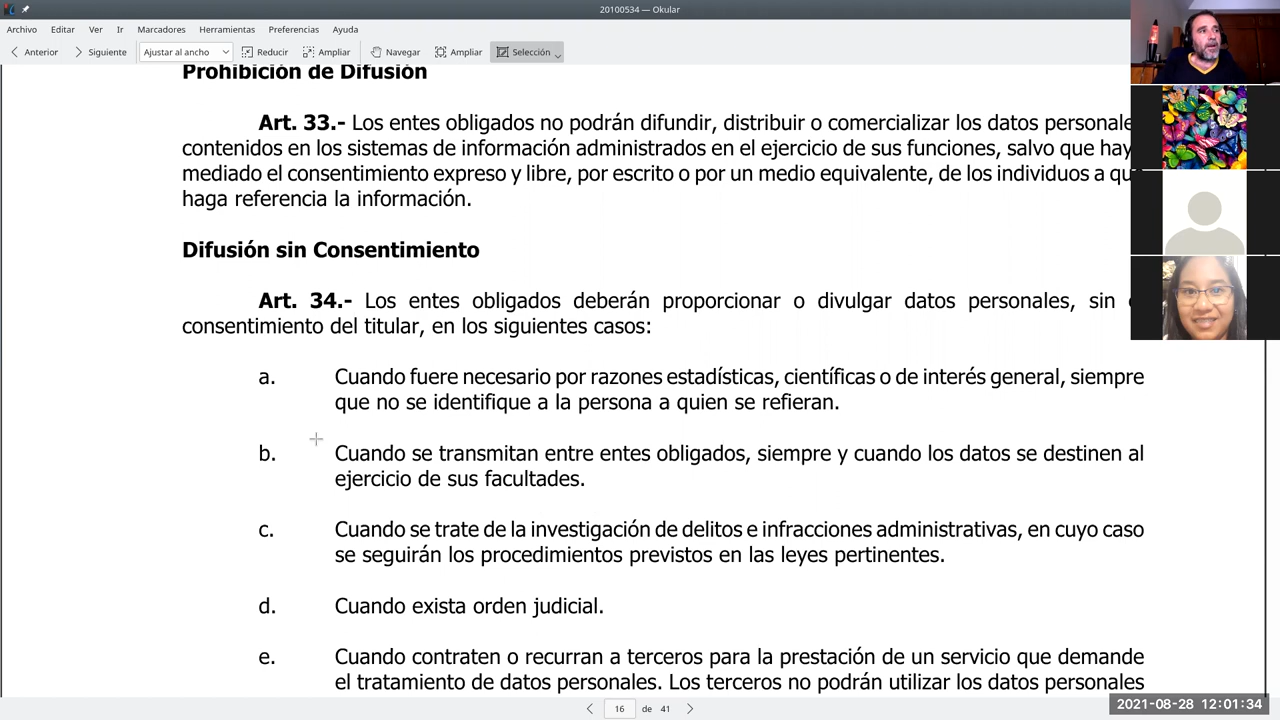 20100534 — Okular
Archivo Editar Ver Ir Marcadores Herramientas Preferencias Ayuda
Anterior Siguiente Ajustar al ancho Reducir Ampliar Navegar Ampliar Selección
Prohibición de Difusión
Art. 33.- Los entes obligados no podrán difundir, distribuir o comercializar los datos
contenidos en los sistemas de información administrados en el ejercicio de sus funciones, salvo que
mediado el consentimiento expreso y libre, por escrito o por un medio equivalente, de los individuos a
haga referencia la información.
Difusión sin Consentimiento
Art. 34.- Los entes obligados deberán proporcionar o divulgar datos personales, sin
consentimiento del titular, en los siguientes casos:
a. Cuando fuere necesario por razones estadísticas, científicas o de interés general, siempre
que no se identifique a la persona a quien se refieran.
b. Cuando se transmitan entre entes obligados, siempre y cuando los datos se destinen al
ejercicio de sus facultades.
c. Cuando se trate de la investigación de delitos e infracciones administrativas, en cuyo caso
se seguirán los procedimientos previstos en las leyes pertinentes.
d. Cuando exista orden judicial.
e. Cuando contraten o recurran a terceros para la prestación de un servicio que demande
el tratamiento de datos personales. Los terceros no podrán utilizar los datos personales
16 de 41
2021-08-28 12:01:34